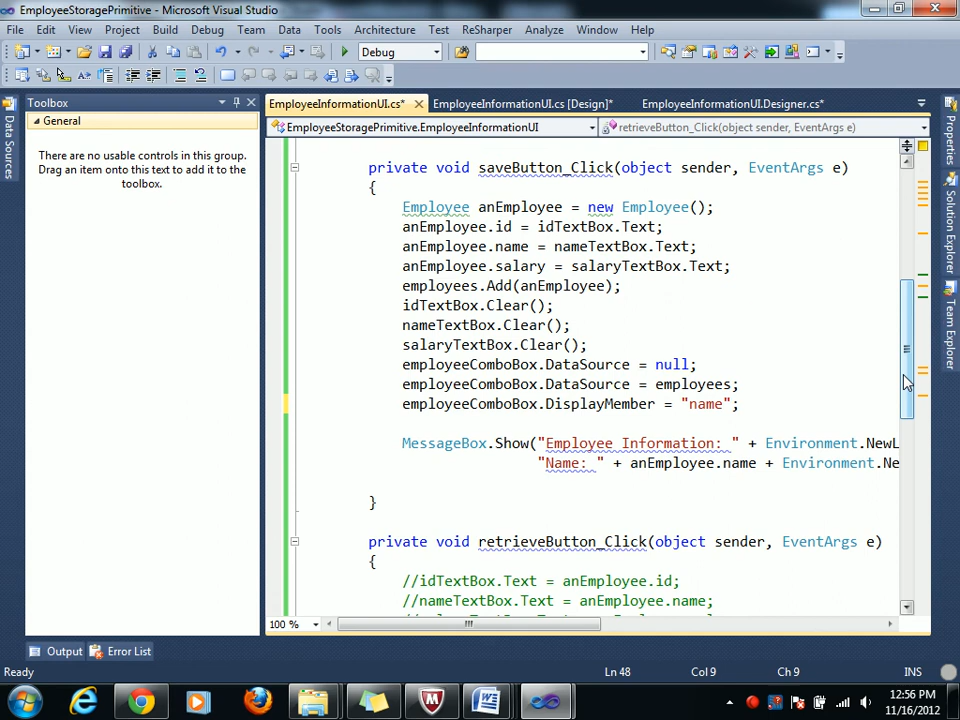 EmployeeStoragePrimitive - Microsoft Visual Studio
File Edit View Project Build Debug Team Data Tools Architecture Test ReSharper Analyze Window Help
Debug
Toolbox
General
There are no usable controls in this group. Drag an item onto this text to add it to the toolbox.
Data Sources
EmployeeInformationUI.cs* EmployeeInformationUI.cs [Design]* EmployeeInformationUI.Designer.cs*
EmployeeStoragePrimitive.EmployeeInformationUI retrieveButton_Click(object sender, EventArgs e)
private void saveButton_Click(object sender, EventArgs e)
{
Employee anEmployee = new Employee();
anEmployee.id = idTextBox.Text;
anEmployee.name = nameTextBox.Text;
anEmployee.salary = salaryTextBox.Text;
employees.Add(anEmployee);
idTextBox.Clear();
nameTextBox.Clear();
salaryTextBox.Clear();
employeeComboBox.DataSource = null;
employeeComboBox.DataSource = employees;
employeeComboBox.DisplayMember = "name";
MessageBox.Show("Employee Information: " + Environment.NewL
"Name: " + anEmployee.name + Environment.Ne
}
private void retrieveButton_Click(object sender, EventArgs e)
{
//idTextBox.Text = anEmployee.id;
//nameTextBox.Text = anEmployee.name;
100 %
Properties
Solution Explorer
Team Explorer
Output Error List
Ready Ln 48 Col 9 Ch 9 INS
12:56 PM
11/16/2012